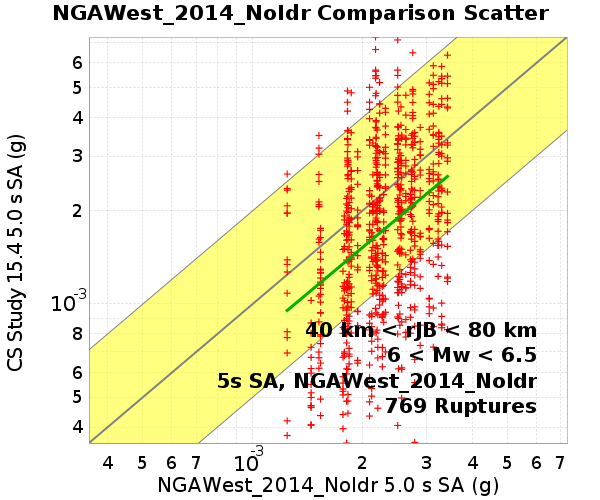 NGAWest_2014_NoIdr Comparison Scatter
CS Study 15.4 5.0 s SA (g)
6
5
4
3
2
10-3
8
6
5
4
40 km < rJB < 80 km
6 < Mw < 6.5
5s SA, NGAWest_2014_NoIdr
769 Ruptures
4 5 6 7 10-3 2 3 4 5 6 7
NGAWest_2014_NoIdr 5.0 s SA (g)